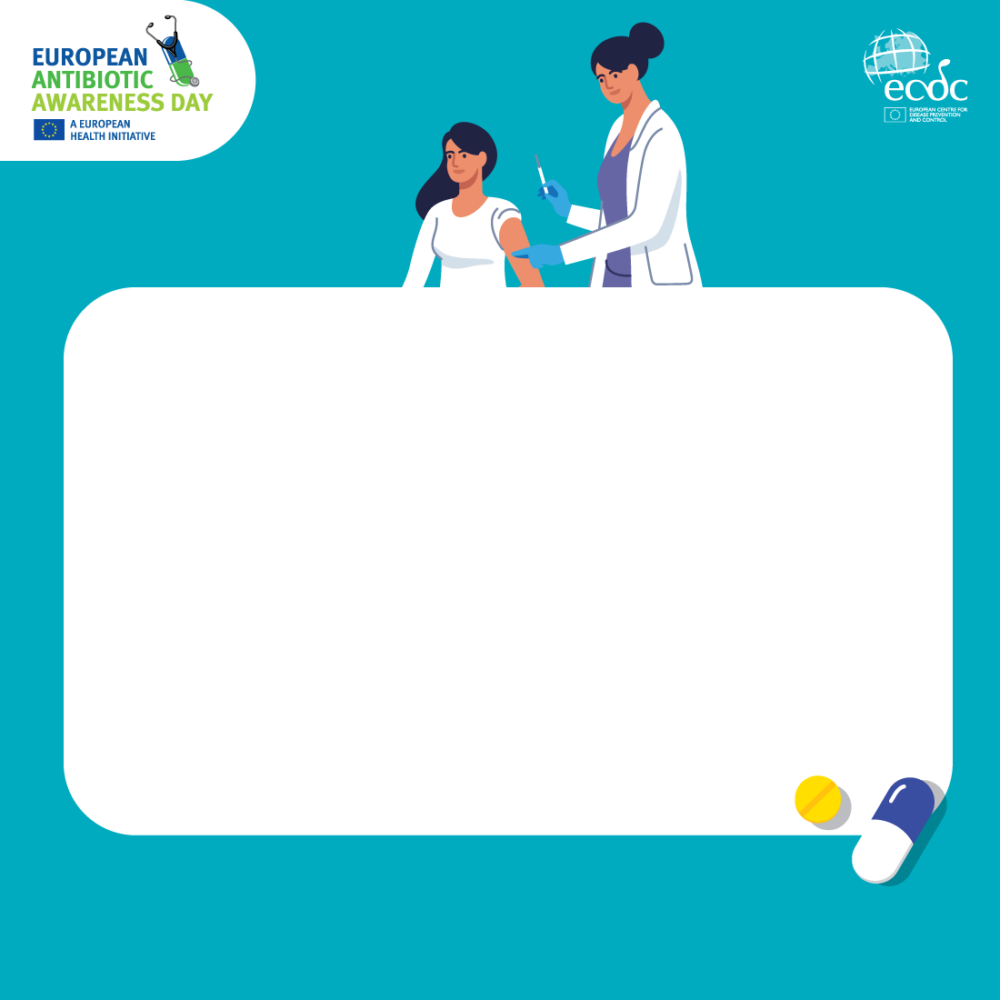 EUROPEAN
ANTIBIOTIC
AWARENESS DAY
A EUROPEAN
HEALTH INITIATIVE
ecdc
EUROPEAN CENTRE FOR
DISEASE PREVENTION
AND CONTROL